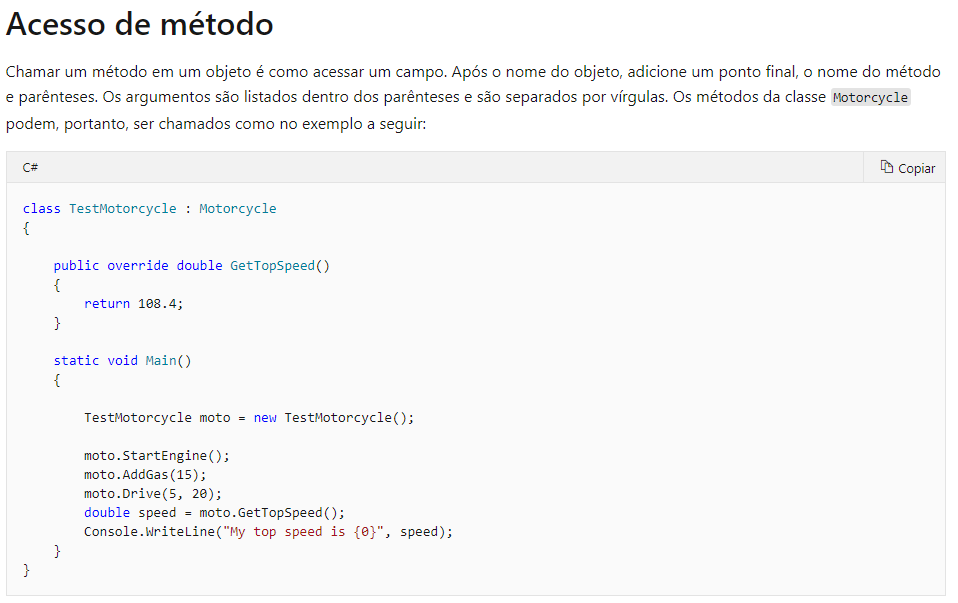 Acesso de método
Chamar um método em um objeto é como acessar um campo. Após o nome do objeto, adicione um ponto final, o nome do método
e parênteses. Os argumentos são listados dentro dos parênteses e são separados por vírgulas. Os métodos da classe Motorcycle
podem, portanto, ser chamados como no exemplo a seguir:
C# Copiar
class TestMotorcycle : Motorcycle
{
    public override double GetTopSpeed()
    {
        return 108.4;
    }
    static void Main()
    {
        TestMotorcycle moto = new TestMotorcycle();
        moto.StartEngine();
        moto.AddGas(15);
        moto.Drive(5, 20);
        double speed = moto.GetTopSpeed();
        Console.WriteLine("My top speed is {0}", speed);
    }
}